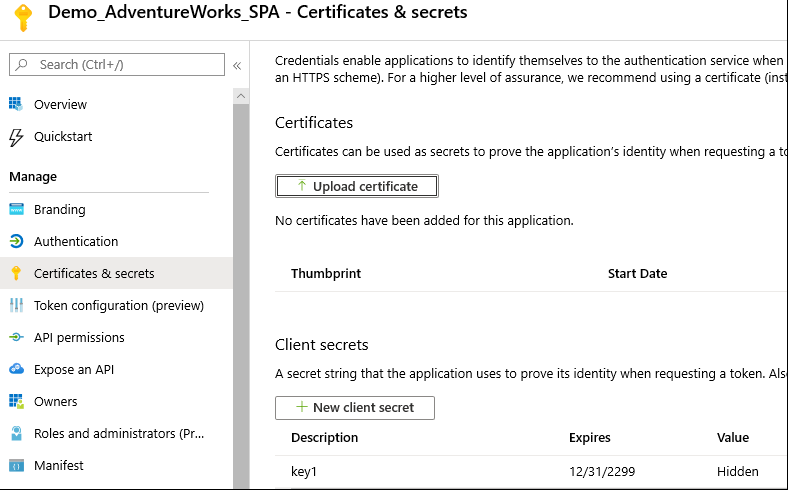 Demo_AdventureWorks_SPA - Certificates & secrets
Search (Ctrl+/)
«
Overview
Quickstart
Manage
Branding
Authentication
Certificates & secrets
Token configuration (preview)
API permissions
Expose an API
Owners
Roles and administrators (Pr...
Manifest
Credentials enable applications to identify themselves to the authentication service when
an HTTPS scheme). For a higher level of assurance, we recommend using a certificate (inst
Certificates
Certificates can be used as secrets to prove the application's identity when requesting a to
Upload certificate
No certificates have been added for this application.
Thumbprint Start Date
Client secrets
A secret string that the application uses to prove its identity when requesting a token. Also
New client secret
Description Expires Value
key1 12/31/2299 Hidden